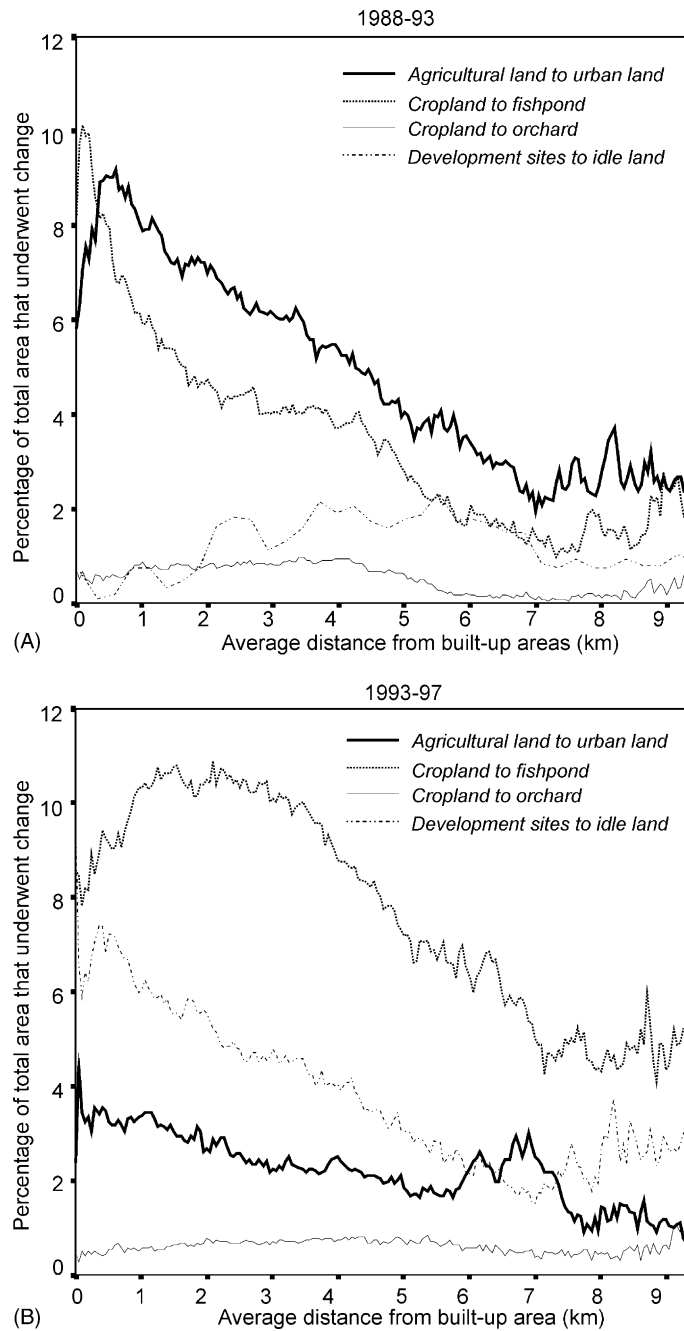 1988-93
12
10
8
6
4
2
0
Percentage of total area that underwent change
Agricultural land to urban land
Cropland to fishpond
Cropland to orchard
Development sites to idle land
0 1 2 3 4 5 6 7 8 9
(A)
Average distance from built-up areas (km)
1993-97
12
10
8
6
4
2
0
Percentage of total area that underwent change
Agricultural land to urban land
Cropland to fishpond
Cropland to orchard
Development sites to idle land
0 1 2 3 4 5 6 7 8 9
(B)
Average distance from built-up area (km)